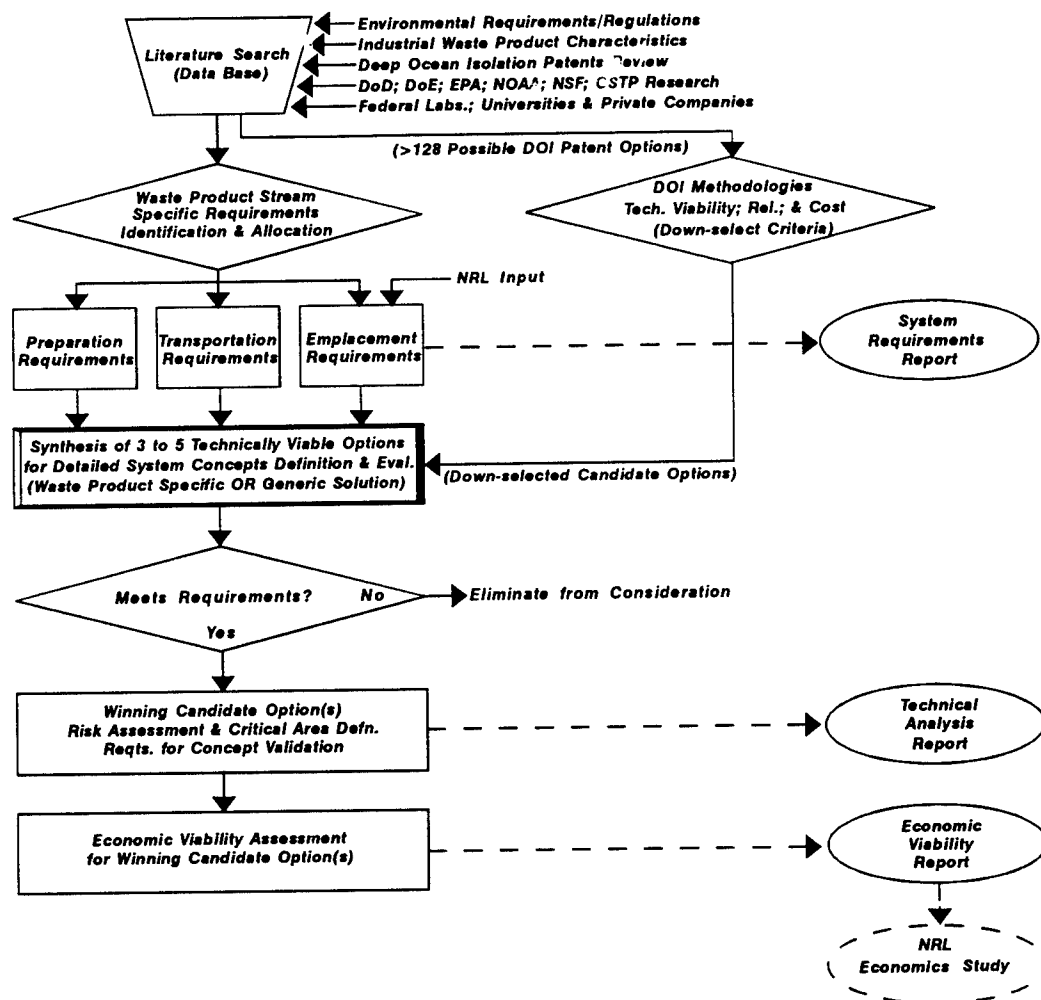 Environmental Requirements/Regulations
Industrial Waste Product Characteristics
Literature Search
(Data Base)
Deep Ocean Isolation Patents Review
DoD; DoE; EPA; NOAA; NSF; CSTP Research
Federal Labs.; Universities & Private Companies
(>128 Possible DOI Patent Options)
Waste Product Stream
Specific Requirements
Identification & Allocation
DOI Methodologies
Tech. Viability; Rel.; & Cost
(Down-select Criteria)
NRL Input
Preparation
Requirements
Transportation
Requirements
Emplacement
Requirements
System
Requirements
Report
Synthesis of 3 to 5 Technically Viable Options
for Detailed System Concepts Definition & Eval.
(Waste Product Specific OR Generic Solution)
(Down-selected Candidate Options)
Meets Requirements?
No
Eliminate from Consideration
Yes
Winning Candidate Option(s)
Risk Assessment & Critical Area Defn.
Reqts. for Concept Validation
Technical
Analysis
Report
Economic Viability Assessment
for Winning Candidate Option(s)
Economic
Viability
Report
NRL
Economics Study